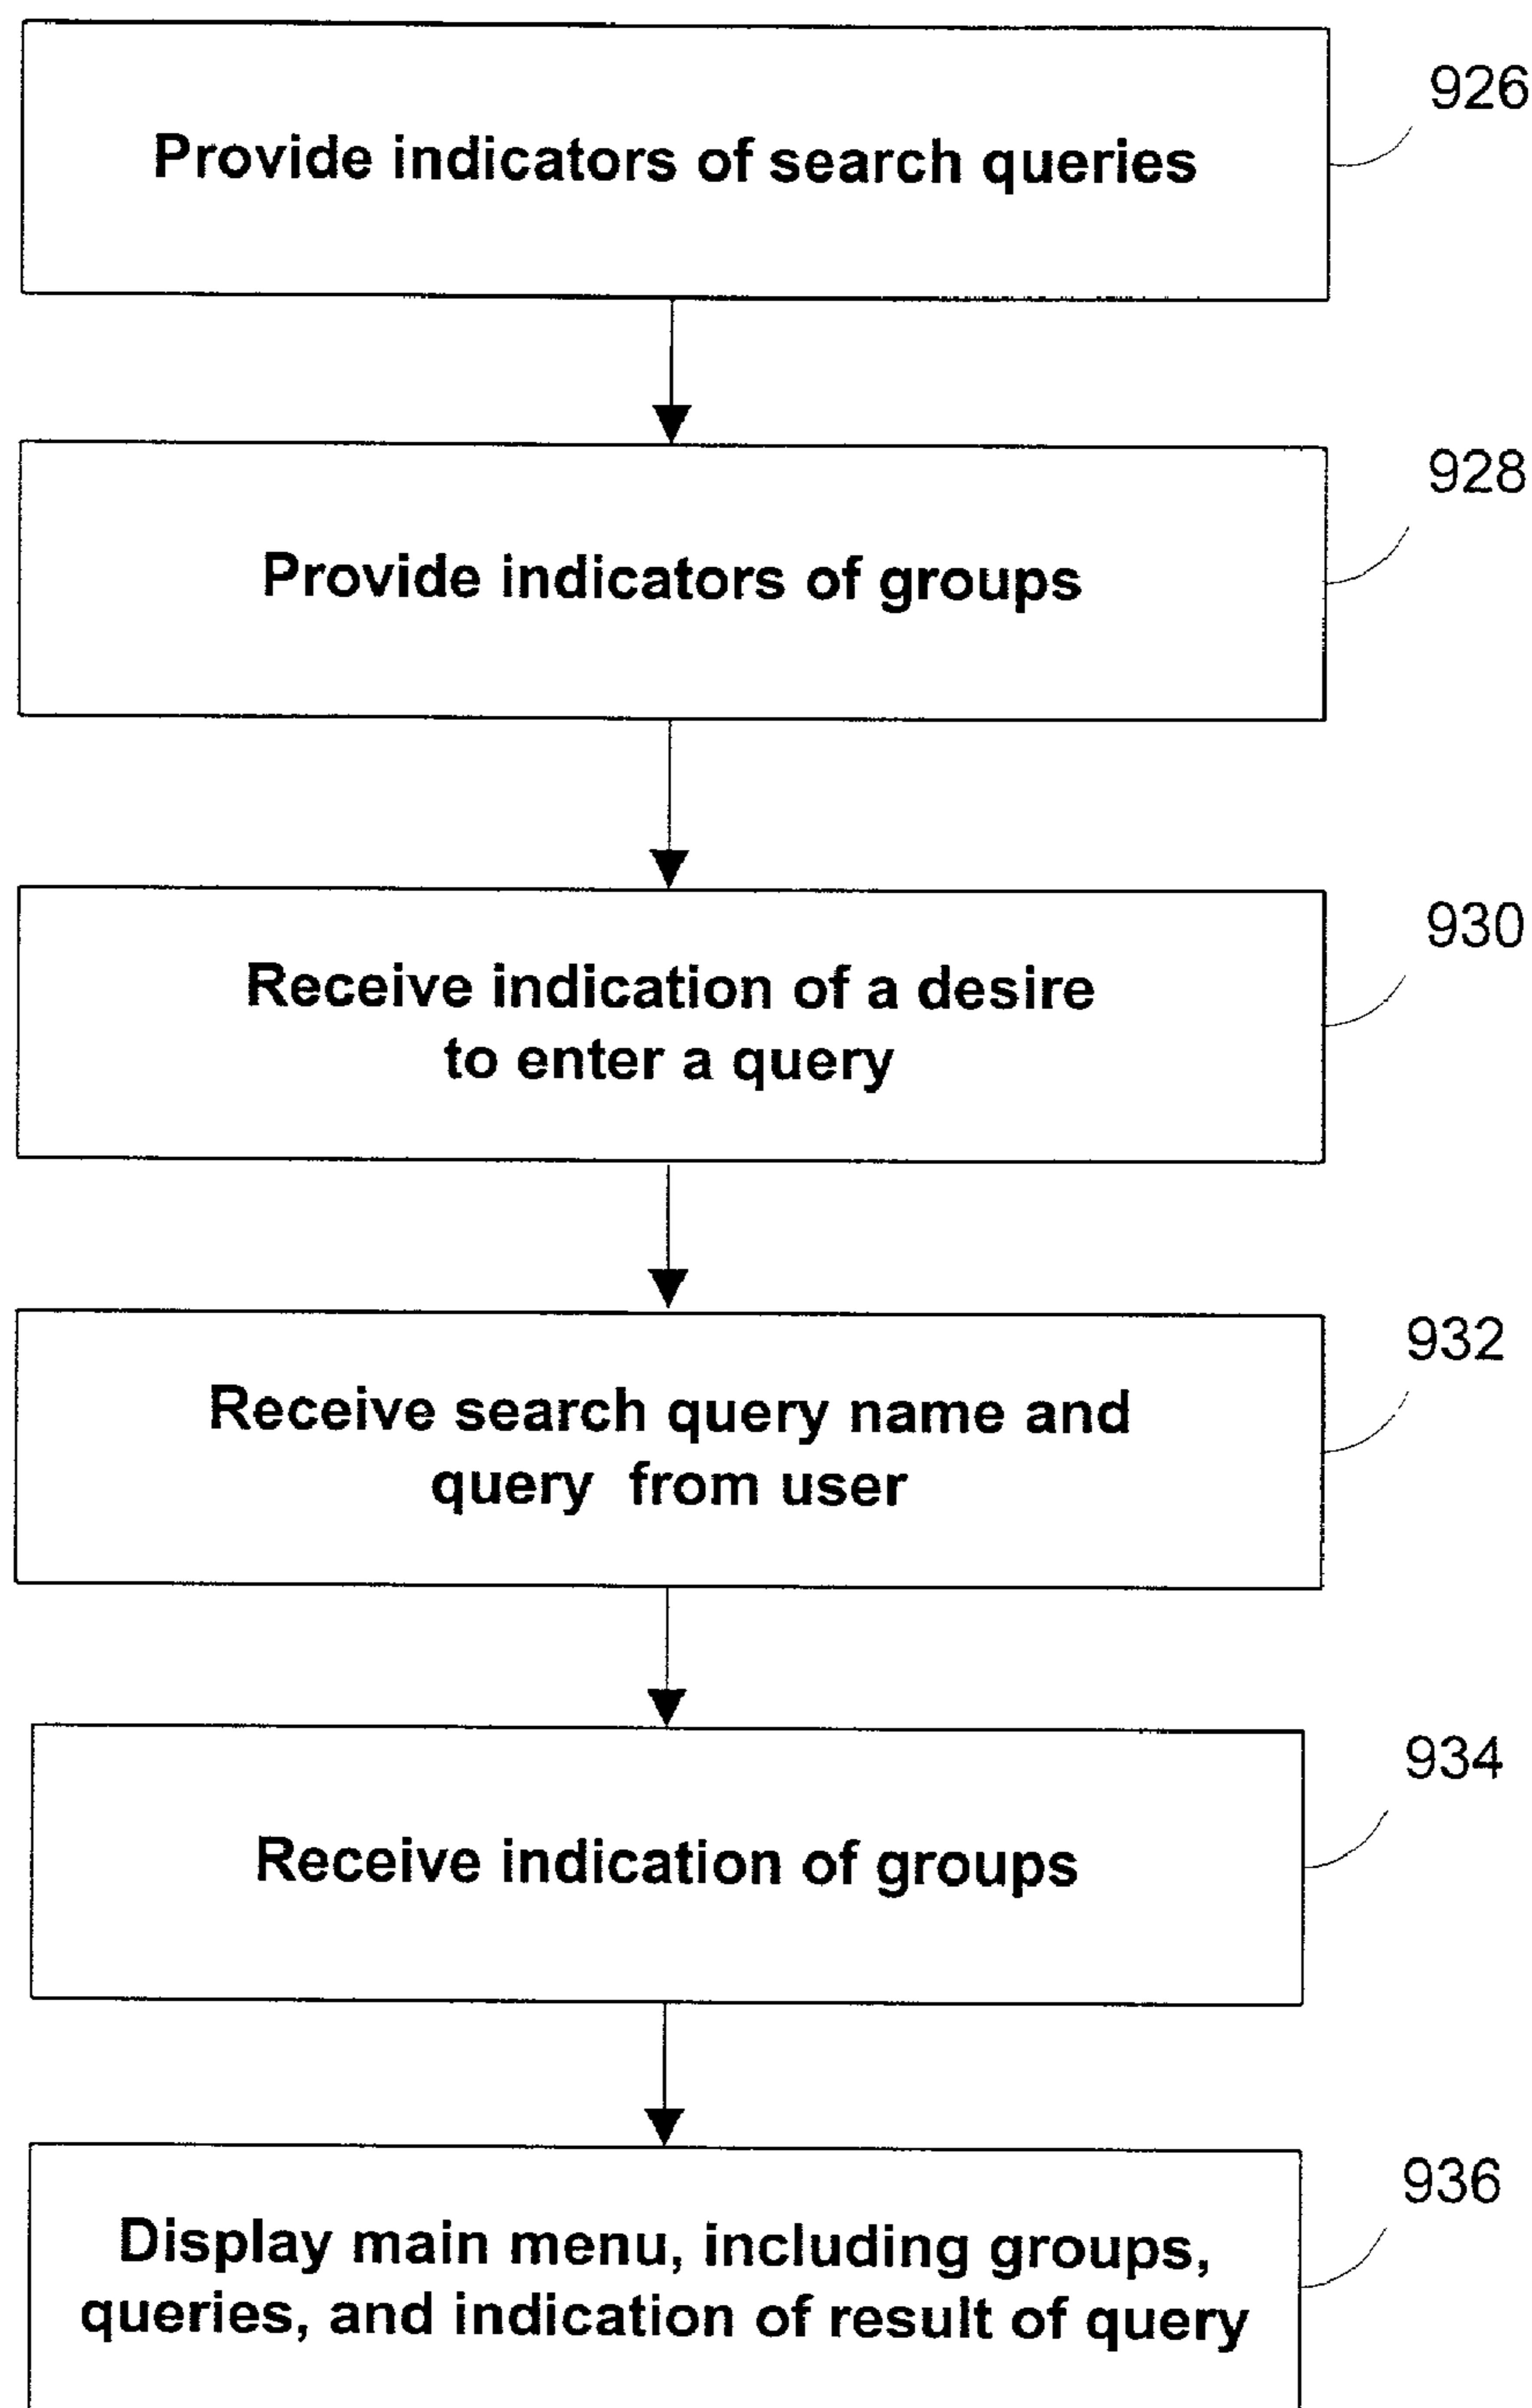 Provide indicators of search queries
926
Provide indicators of groups
928
Receive indication of a desire
to enter a query
930
Receive search query name and
query from user
932
Receive indication of groups
934
Display main menu, including groups,
queries, and indication of result of query
936